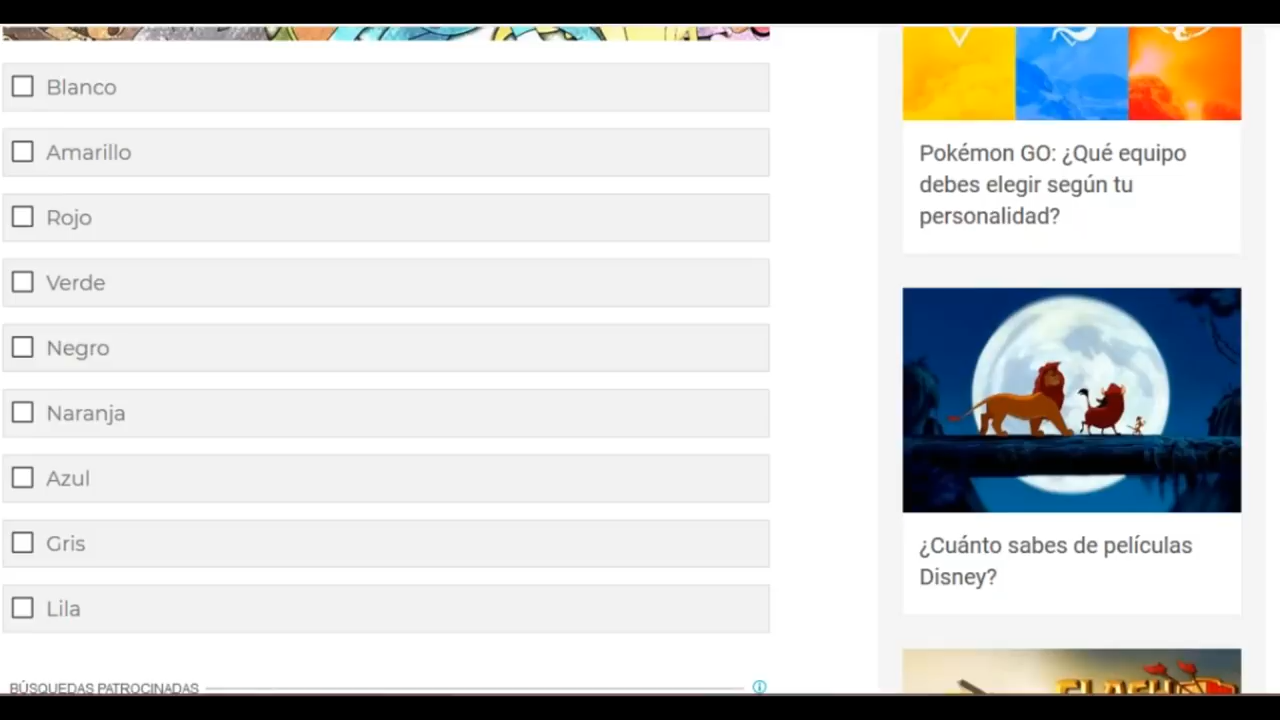 Blanco
Amarillo
Rojo
Verde
Negro
Naranja
Azul
Gris
Lila
BÚSQUEDAS PATROCINADAS
Pokémon GO: ¿Qué equipo
debes elegir según tu
personalidad?
¿Cuánto sabes de películas
Disney?